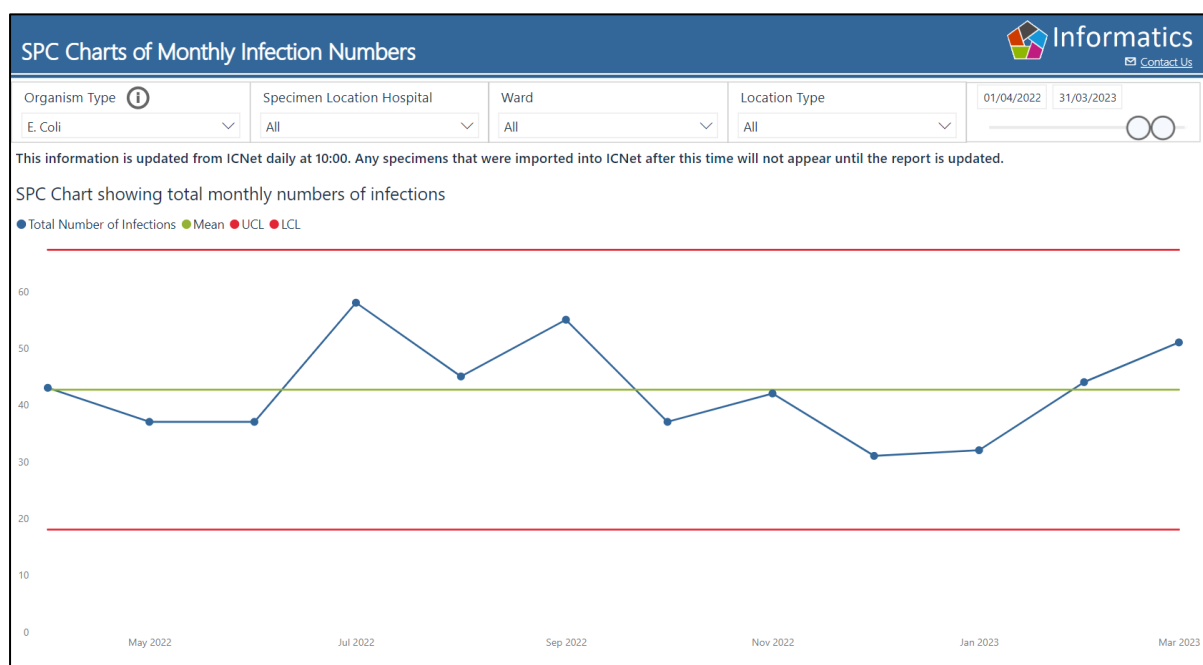 SPC Charts of Monthly Infection Numbers
Informatics
Contact Us
Organism Type
Specimen Location Hospital
Ward
Location Type
01/04/2022 31/03/2023
E. Coli
All
All
All
This information is updated from ICNet daily at 10:00. Any specimens that were imported into ICNet after this time will not appear until the report is updated.
SPC Chart showing total monthly numbers of infections
Total Number of Infections Mean UCL LCL
60
50
40
30
20
10
0
May 2022 Jul 2022 Sep 2022 Nov 2022 Jan 2023 Mar 2023